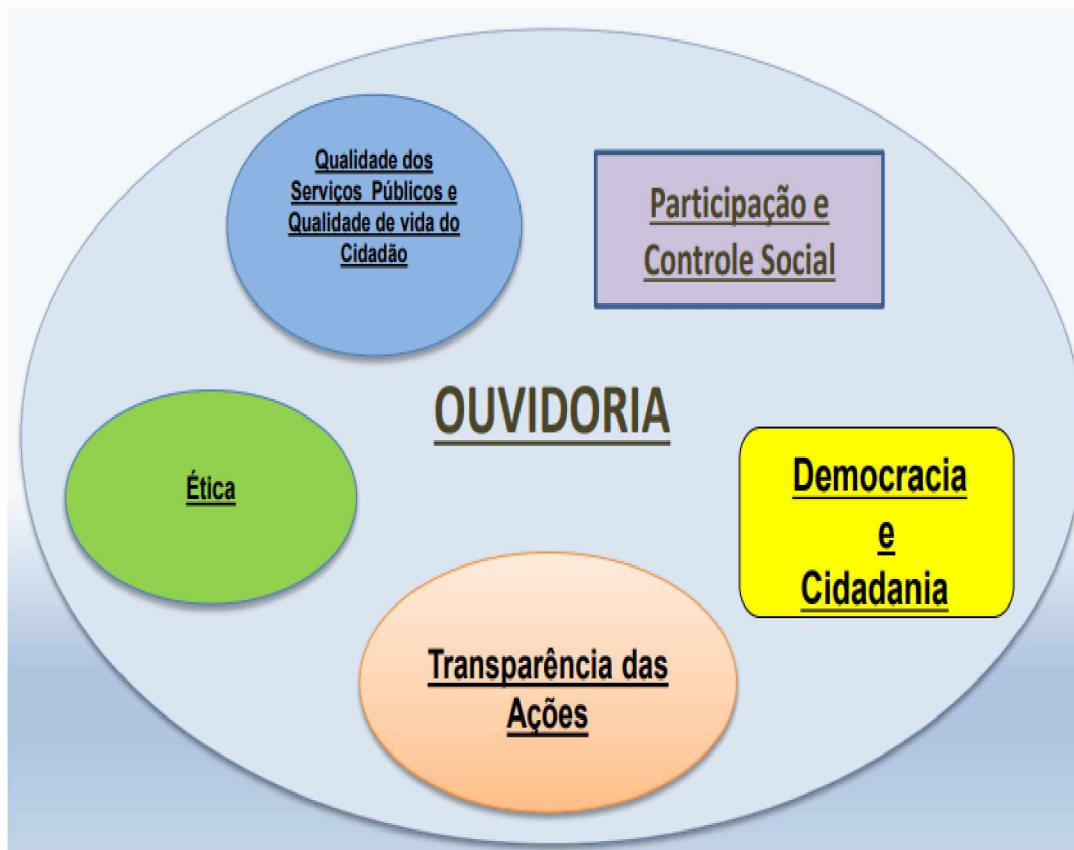 Qualidade dos
Serviços Públicos e
Qualidade de vida do
Cidadão
Participação e
Controle Social
OUVIDORIA
Ética
Democracia
e
Cidadania
Transparência das
Ações